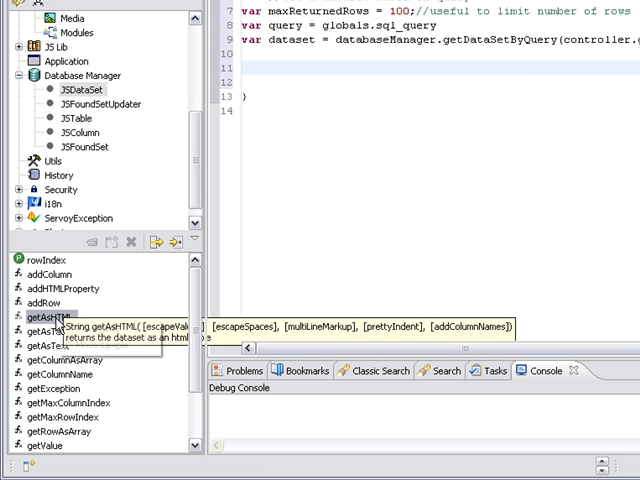 Media
Modules
JS Lib
Application
Database Manager
JSDataSet
JSFoundSetUpdater
JSTable
JSColumn
JSFoundSet
Utils
History
Security
i18n
ServoyException
rowIndex
addColumn
addHTMLProperty
addRow
getAsHTML
String getAsHTML( [escapeValu ], [escapeSpaces], [multiLineMarkup], [prettyIndent], [addColumnNames])
returns the dataset as an html
getAsText
getColumnAsArray
getColumnName
getException
getMaxColumnIndex
getMaxRowIndex
getRowAsArray
getValue
7 var maxReturnedRows = 100;//useful to limit number of rows
8 var query = globals.sql_query
9 var dataset = databaseManager.getDataSetByQuery(controller.
10
11
12
13 }
14
Problems Bookmarks Classic Search Search Tasks Console
Debug Console